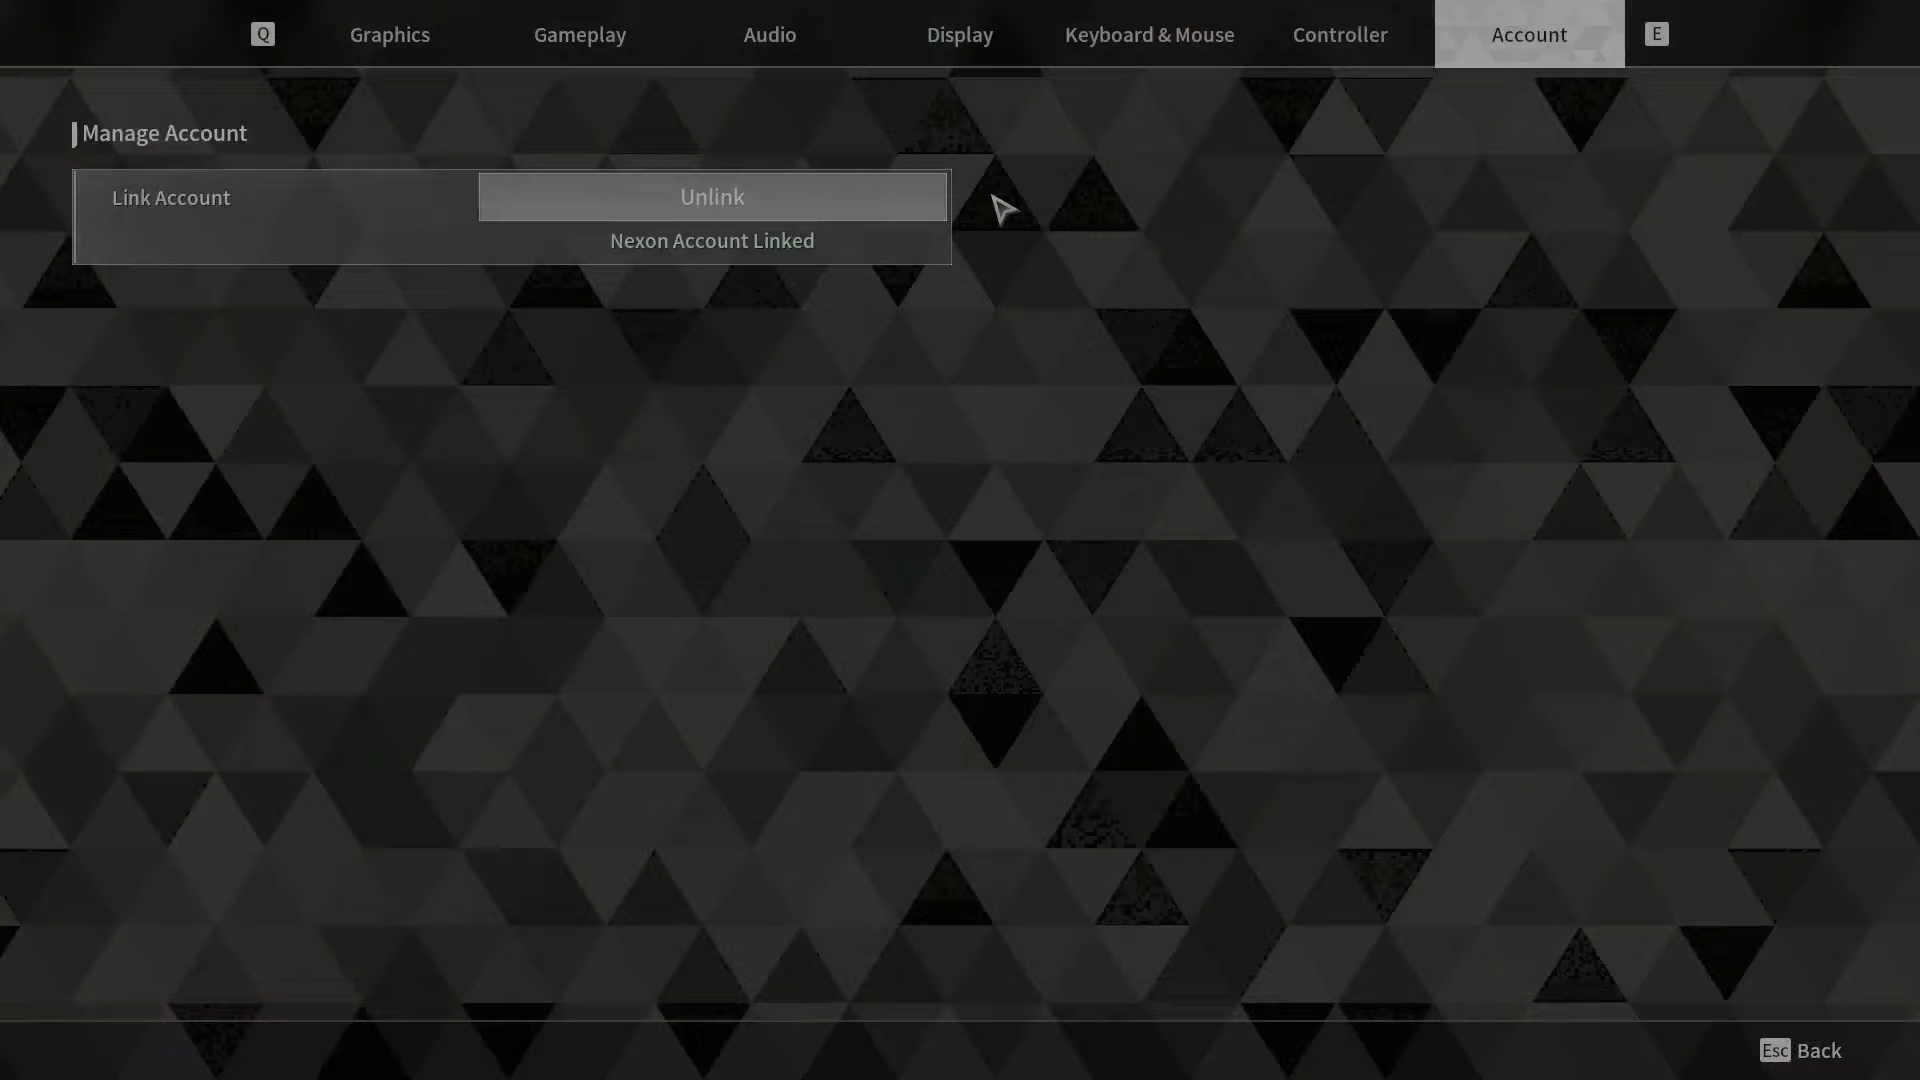 Q Graphics Gameplay Audio Display Keyboard & Mouse Controller Account E
Manage Account
Link Account Unlink
Nexon Account Linked
Esc Back